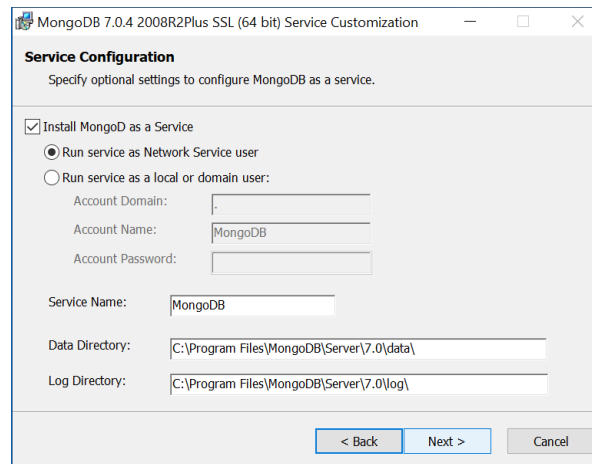 MongoDB 7.0.4 2008R2Plus SSL (64 bit) Service Customization
Service Configuration
Specify optional settings to configure MongoDB as a service.
Install MongoD as a Service
Run service as Network Service user
Run service as a local or domain user:
Account Domain: .
Account Name: MongoDB
Account Password:
Service Name: MongoDB
Data Directory: C:\Program Files\MongoDB\Server\7.0\data\
Log Directory: C:\Program Files\MongoDB\Server\7.0\log\
< Back Next > Cancel